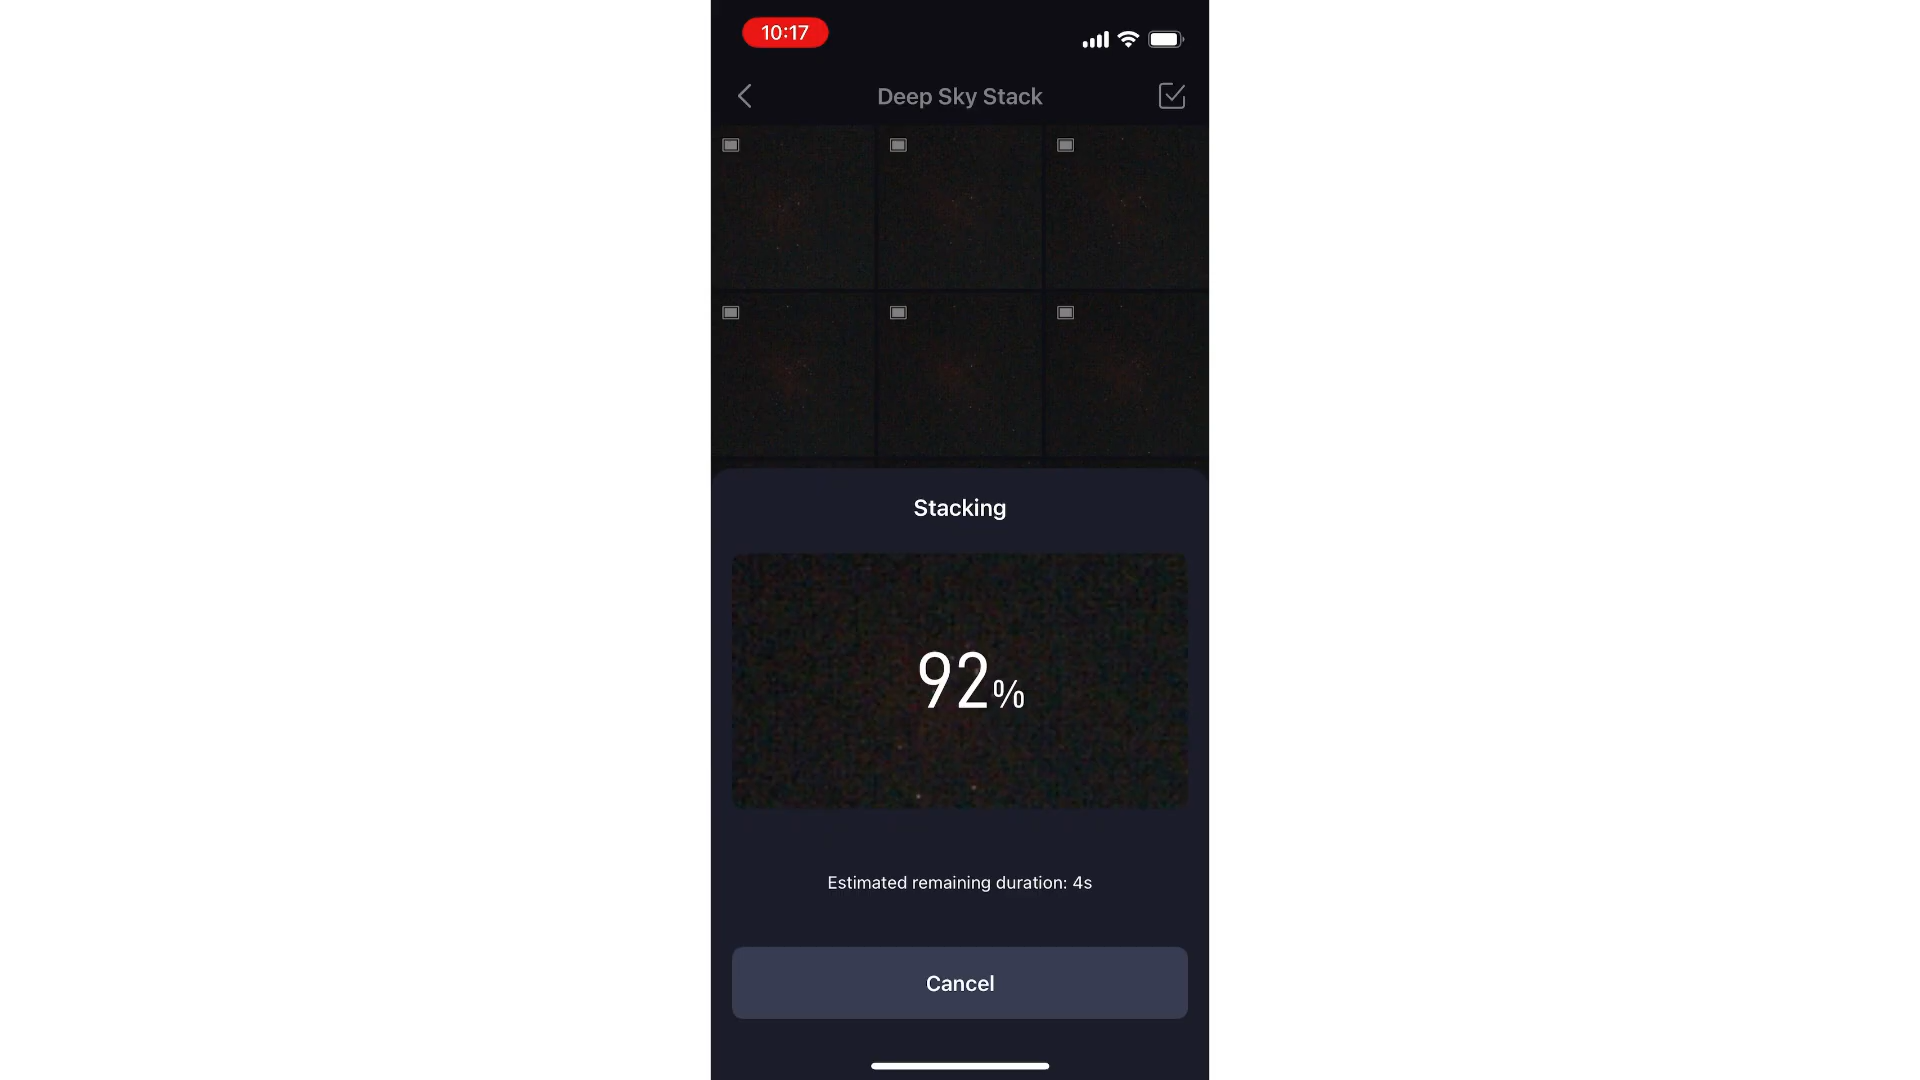 10:17
Deep Sky Stack
Stacking
92%
Estimated remaining duration: 4s
Cancel